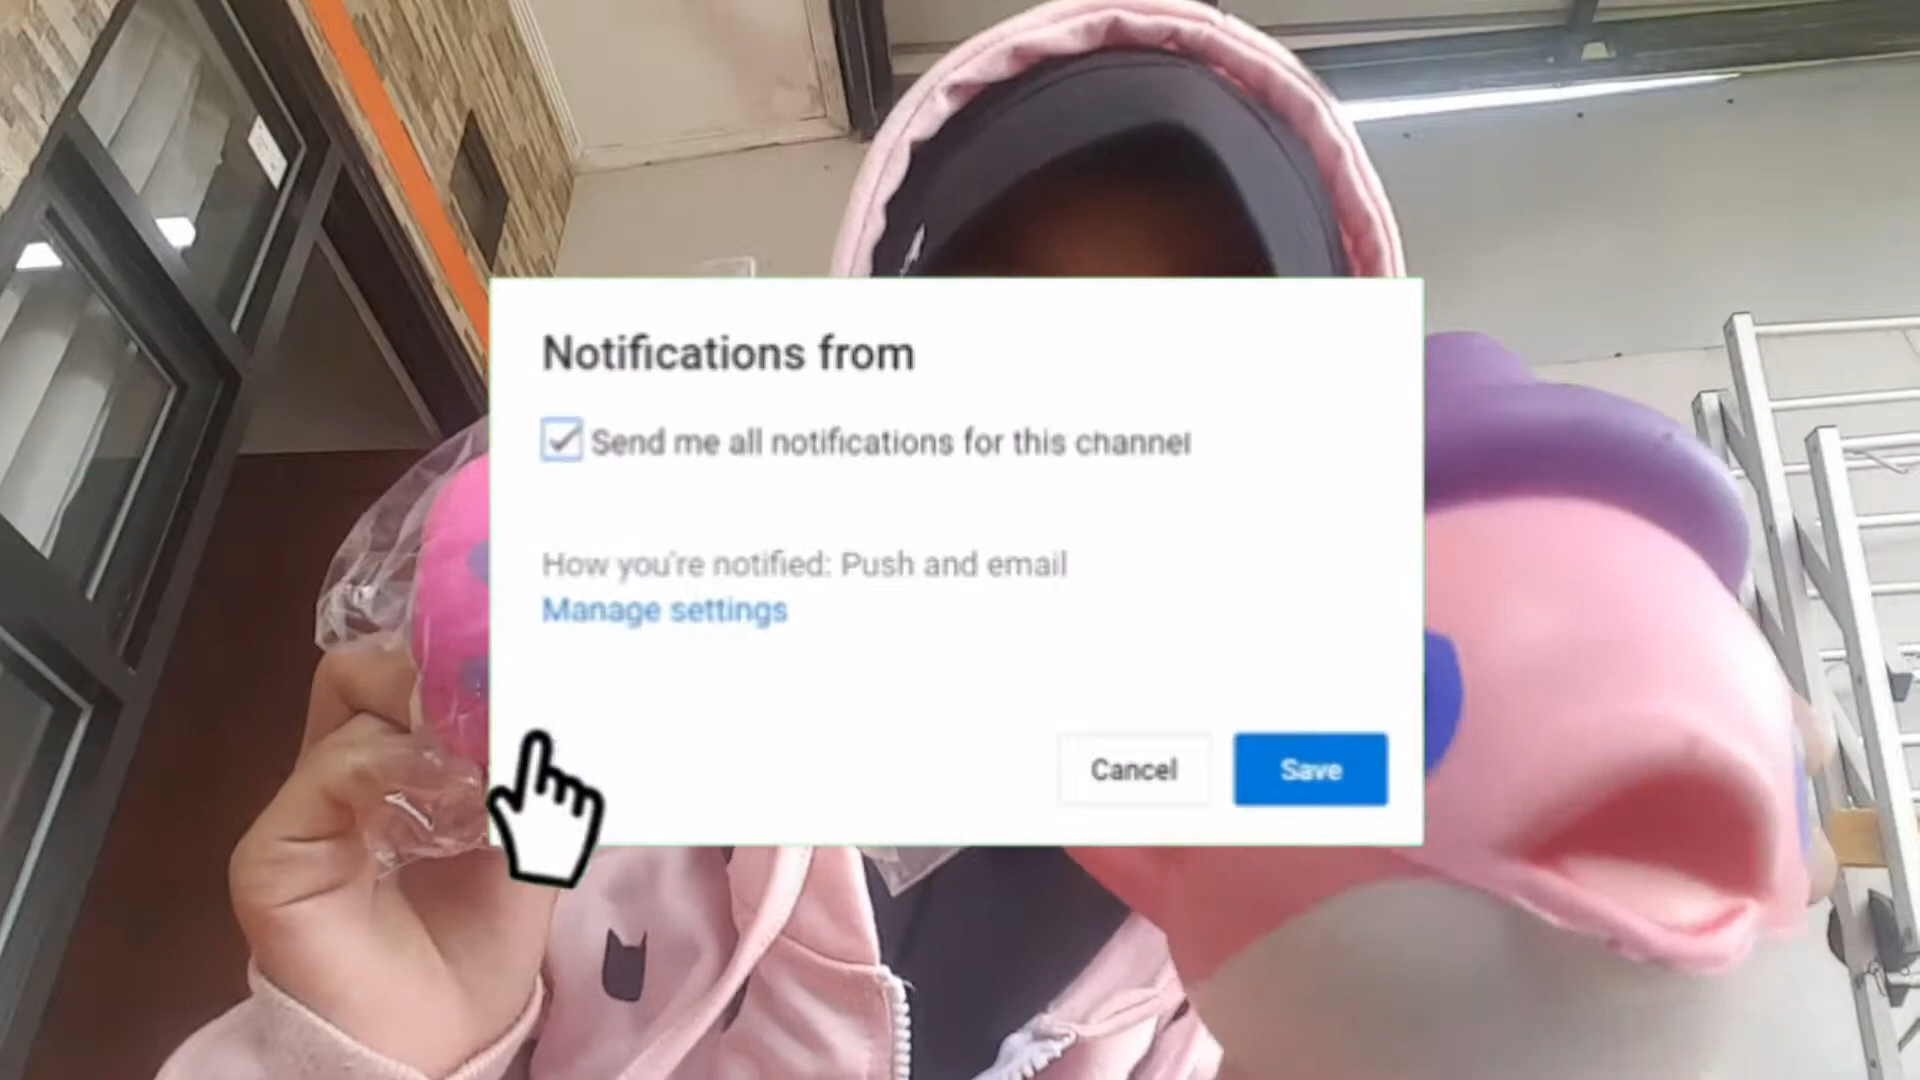 Notifications from
Send me all notifications for this channel
How you're notified: Push and email
Manage settings
Cancel
Save